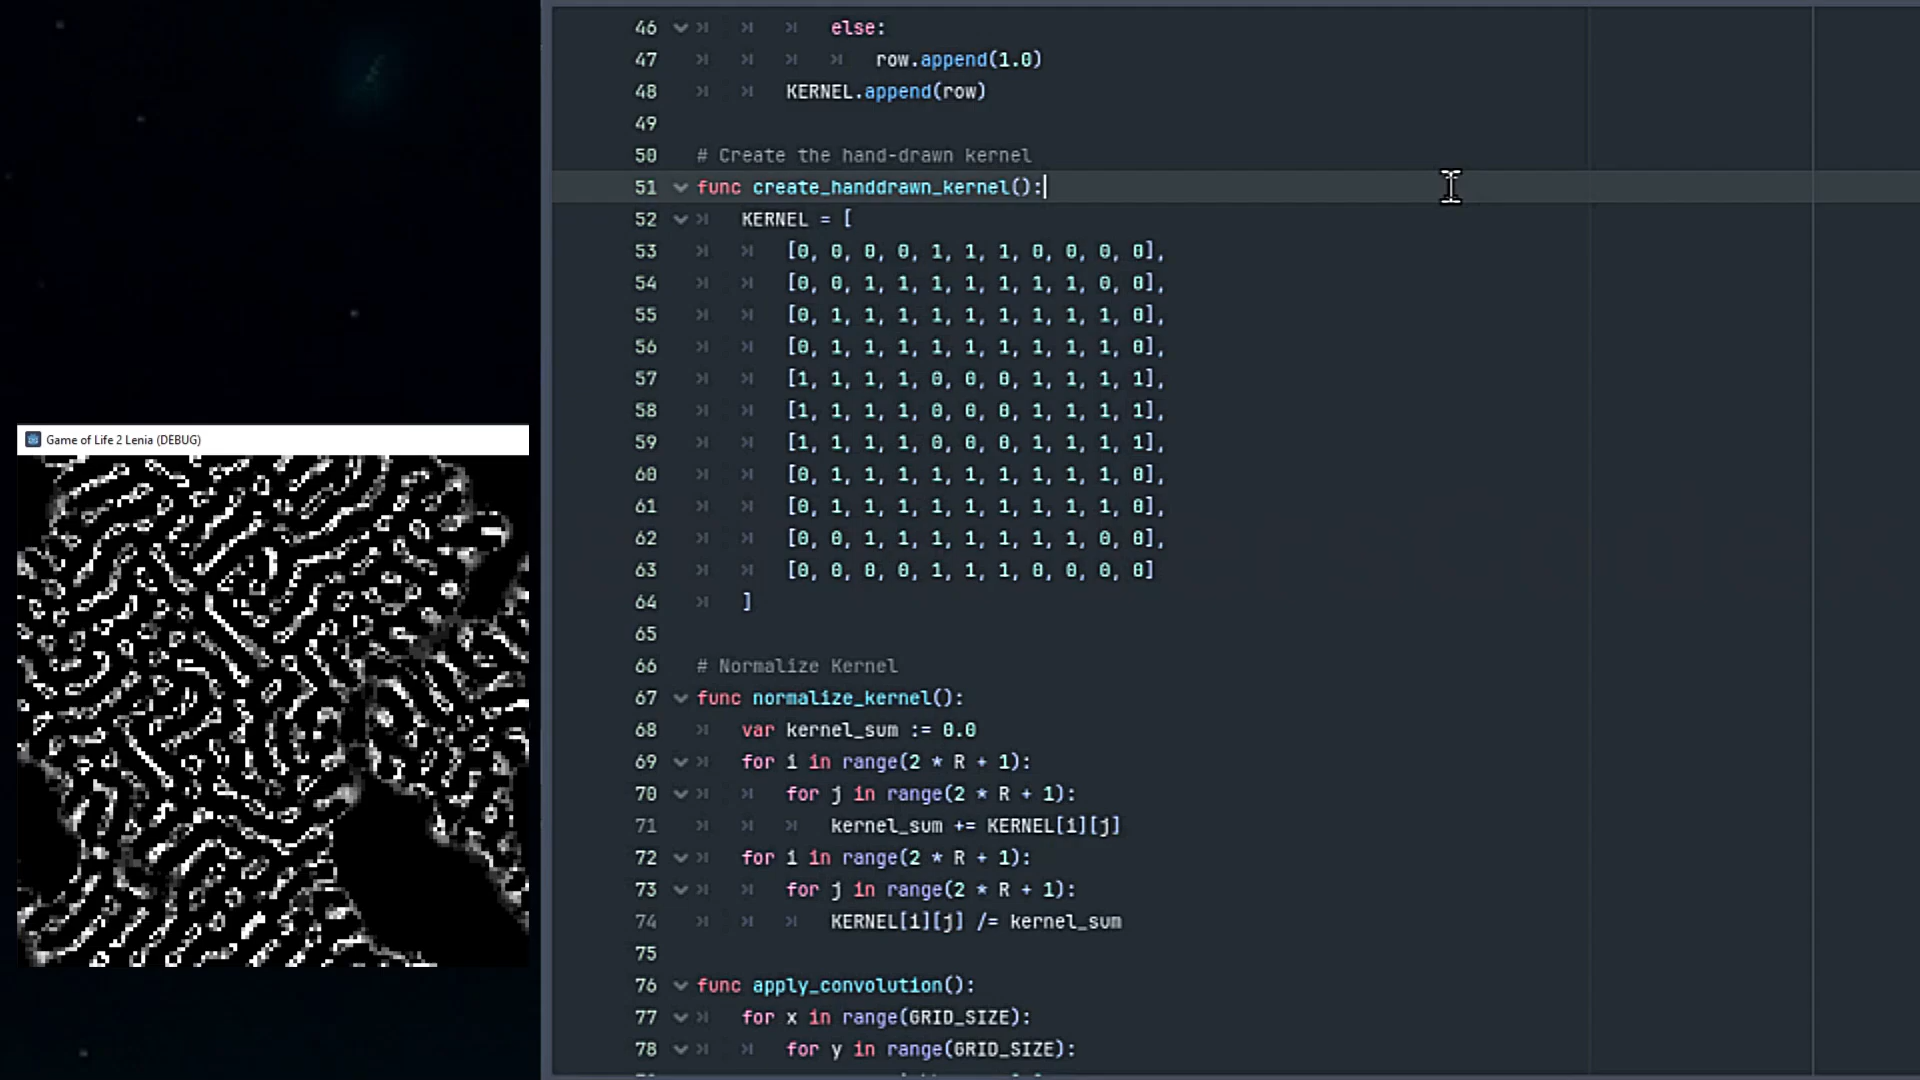 Game of Life 2 Lenia (DEBUG)
46 else:
47 row.append(1.0)
48 KERNEL.append(row)
49
50 # Create the hand-drawn kernel
51 func create_handdrawn_kernel():
52 KERNEL = [
53 [0, 0, 0, 0, 1, 1, 1, 0, 0, 0, 0],
54 [0, 0, 1, 1, 1, 1, 1, 1, 1, 0, 0],
55 [0, 1, 1, 1, 1, 1, 1, 1, 1, 1, 0],
56 [0, 1, 1, 1, 1, 1, 1, 1, 1, 1, 0],
57 [1, 1, 1, 1, 0, 0, 0, 1, 1, 1, 1],
58 [1, 1, 1, 1, 0, 0, 0, 1, 1, 1, 1],
59 [1, 1, 1, 1, 0, 0, 0, 1, 1, 1, 1],
60 [0, 1, 1, 1, 1, 1, 1, 1, 1, 1, 0],
61 [0, 1, 1, 1, 1, 1, 1, 1, 1, 1, 0],
62 [0, 0, 1, 1, 1, 1, 1, 1, 1, 0, 0],
63 [0, 0, 0, 0, 1, 1, 1, 0, 0, 0, 0]
64 ]
65
66 # Normalize Kernel
67 func normalize_kernel():
68 var kernel_sum := 0.0
69 for i in range(2 * R + 1):
70 for j in range(2 * R + 1):
71 kernel_sum += KERNEL[i][j]
72 for i in range(2 * R + 1):
73 for j in range(2 * R + 1):
74 KERNEL[i][j] /= kernel_sum
75
76 func apply_convolution():
77 for x in range(GRID_SIZE):
78 for y in range(GRID_SIZE):